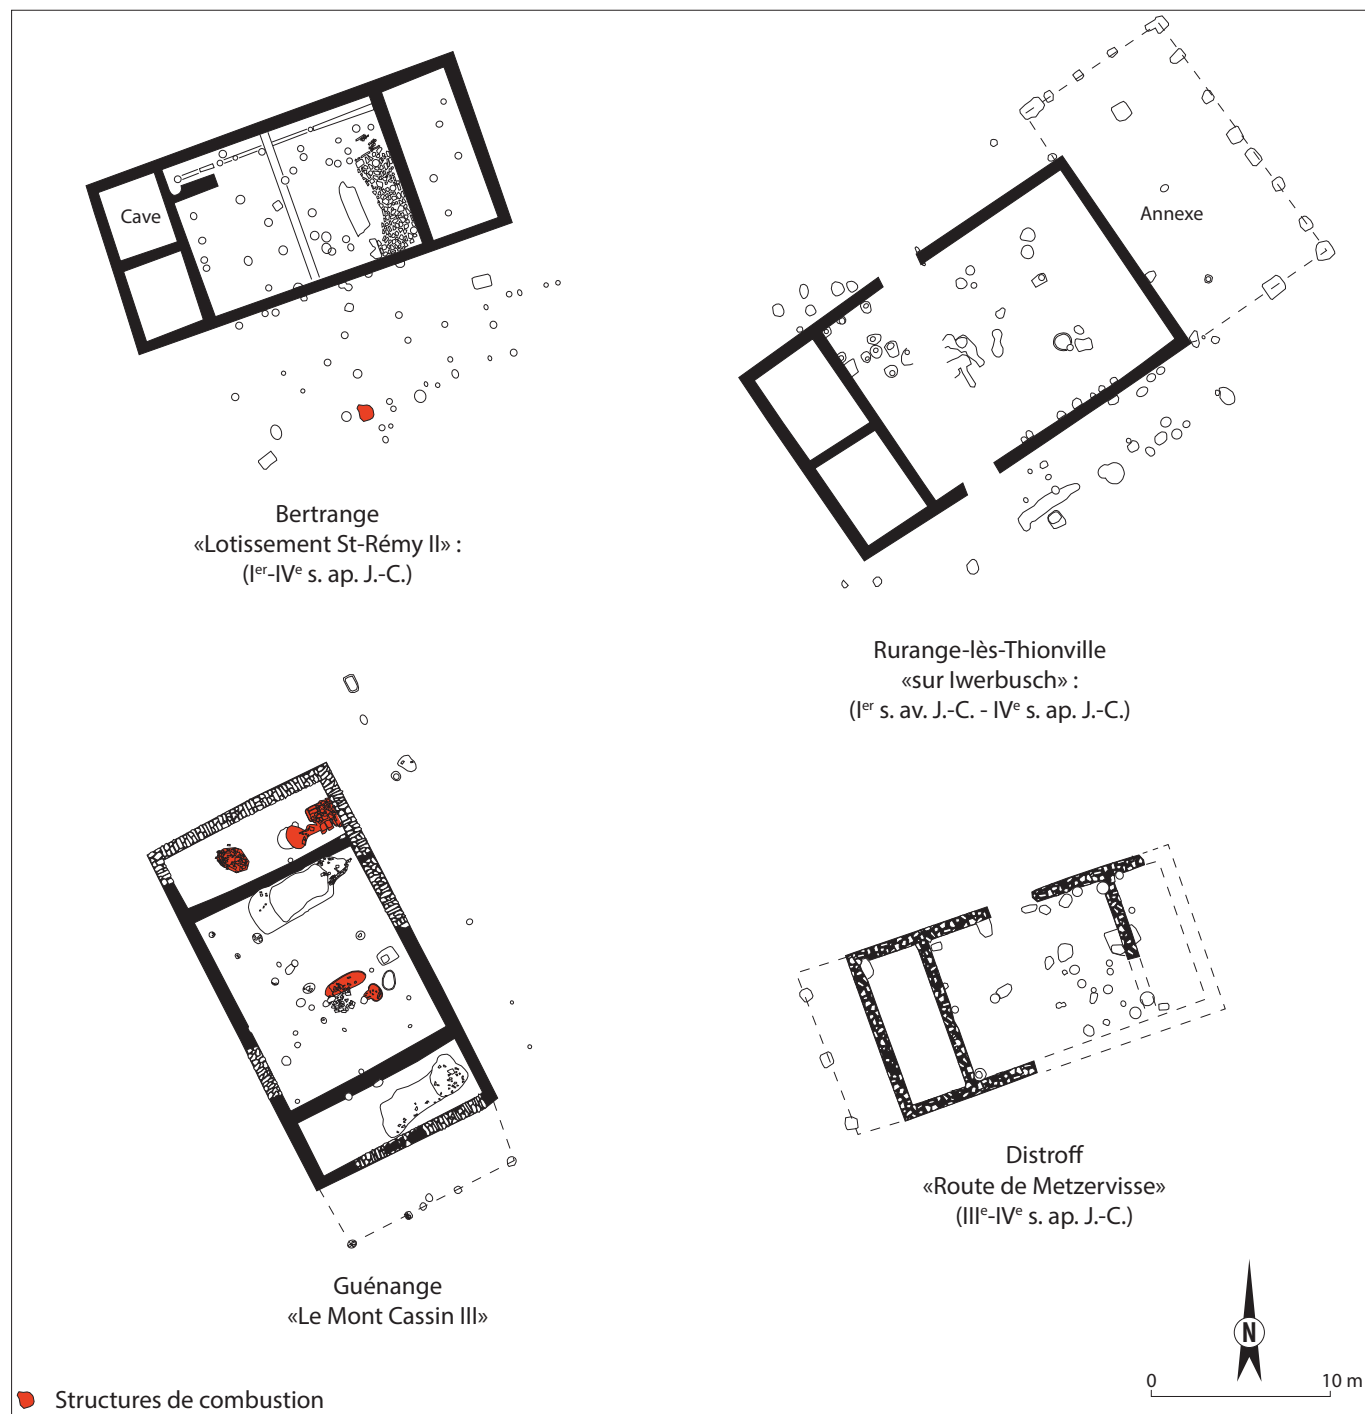 Cave
Annexe
Bertrange
«Lotissement St-Rémy II» :
(Iᵉʳ-IVᵉ s. ap. J.-C.)
Rurange-lès-Thionville
«sur Iwerbusch» :
(Iᵉʳ s. av. J.-C. - IVᵉ s. ap. J.-C.)
Distroff
«Route de Metzervisse»
(IIIᵉ-IVᵉ s. ap. J.-C.)
Guénange
«Le Mont Cassin III»
N
0 10 m
Structures de combustion